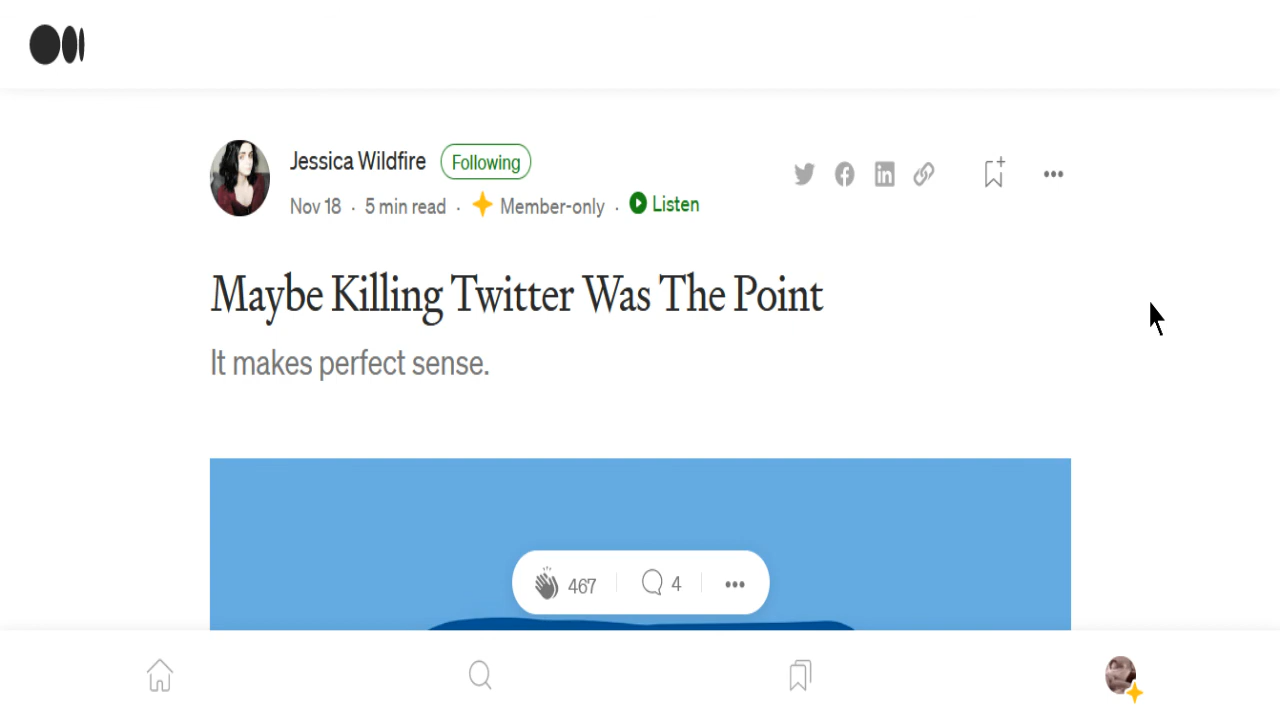 Jessica Wildfire Following
Nov 18 · 5 min read · Member-only · Listen
Maybe Killing Twitter Was The Point
It makes perfect sense.
467 4